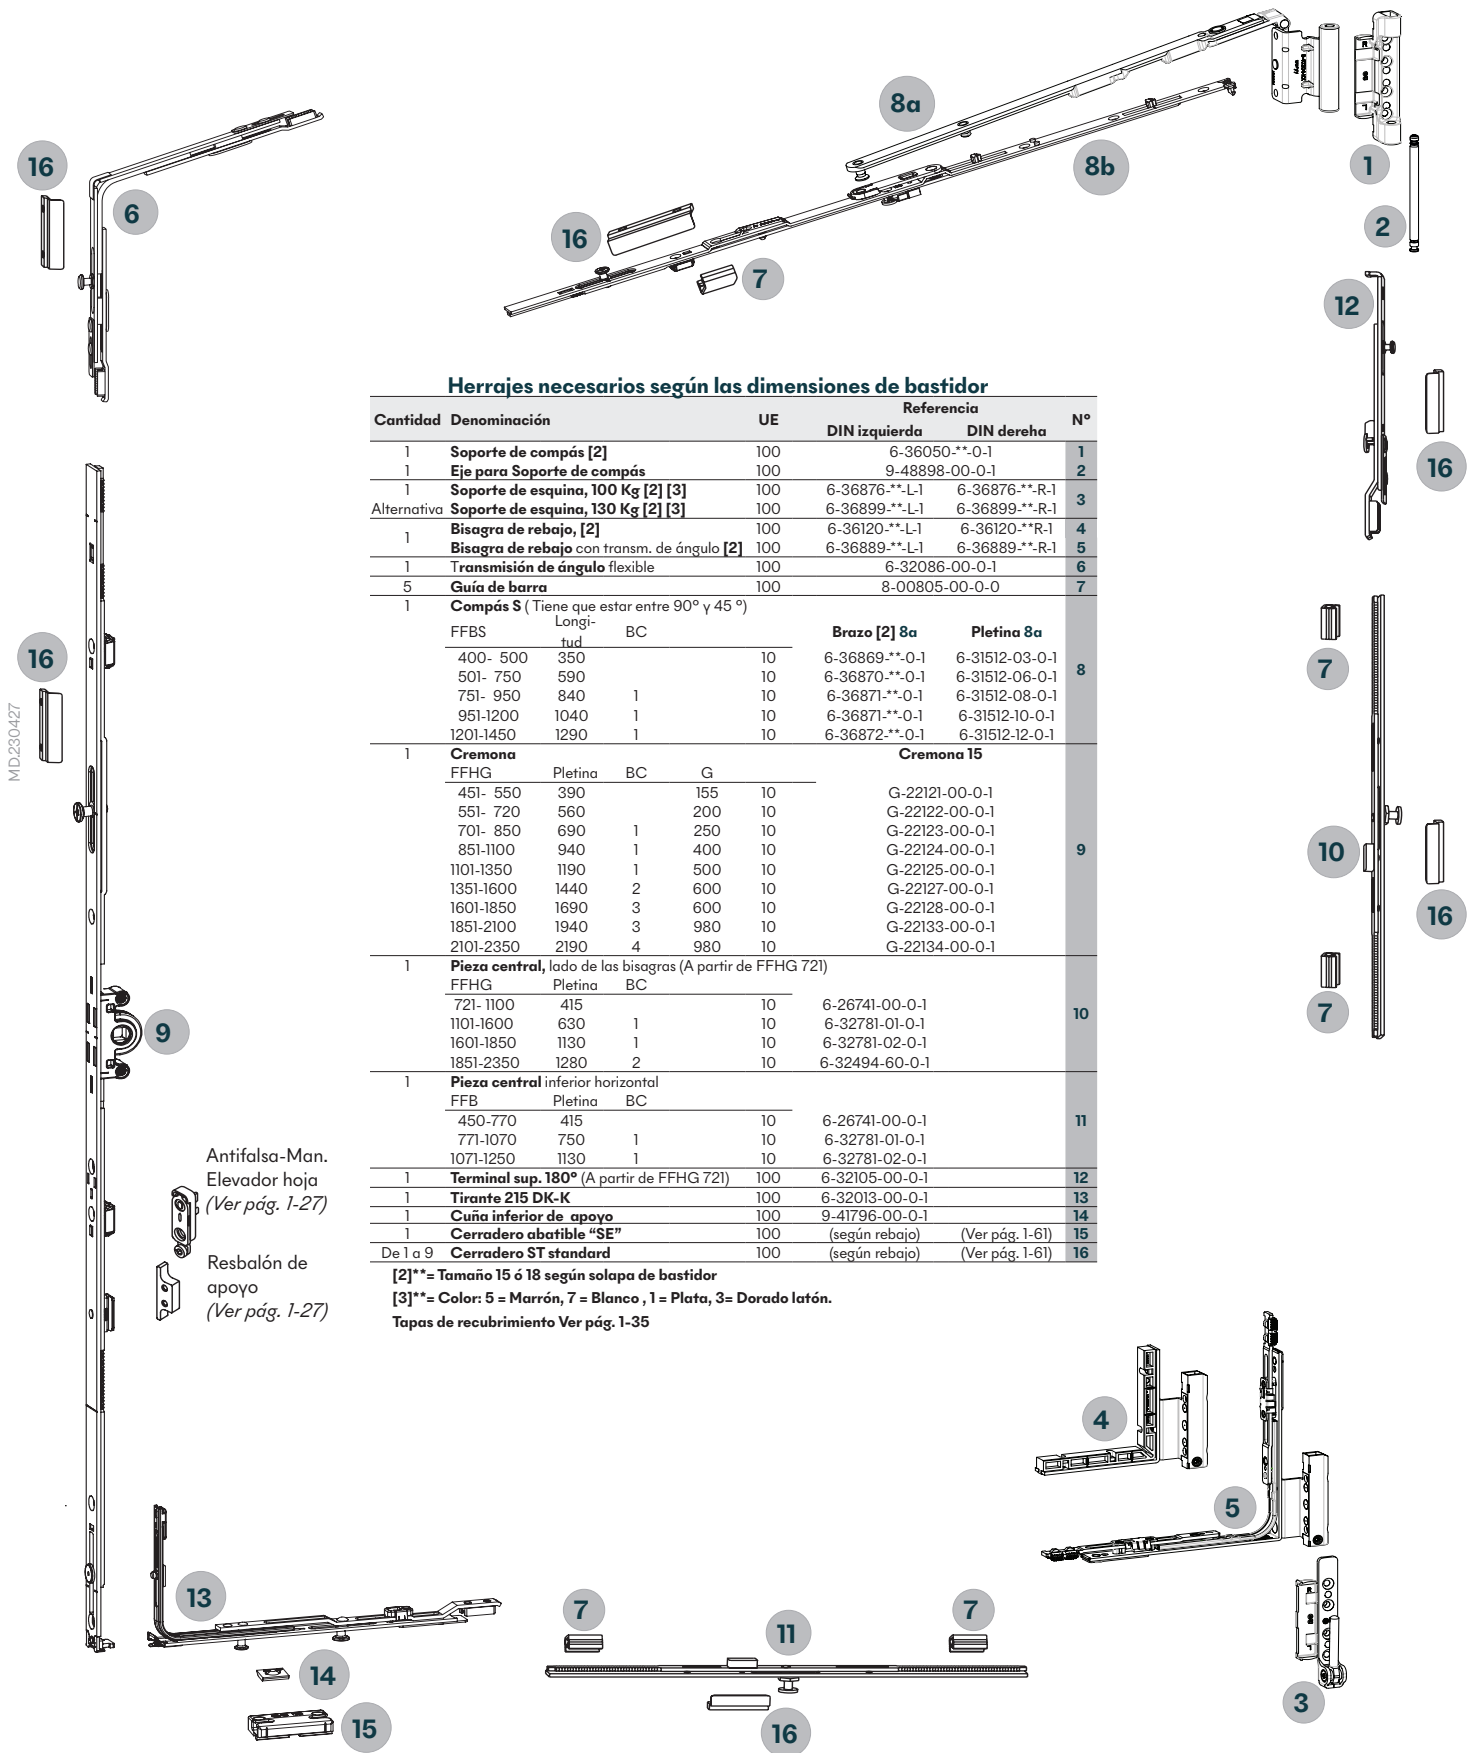 8a
8b
1
2
16
6
16
7
12
16
Herrajes necesarios según las dimensiones de bastidor
Cantidad Denominación UE Referencia Nº
DIN izquierda DIN dereha
1 Soporte de compás [2] 100 6-36050-**-0-1 1
1 Eje para Soporte de compás 100 9-48898-00-0-1 2
1 Soporte de esquina, 100 Kg [2] [3] 100 6-36876-**-L-1 6-36876-**-R-1 3
Alternativa Soporte de esquina, 130 Kg [2] [3] 100 6-36899-**-L-1 6-36899-**-R-1
1 Bisagra de rebajo, [2] 100 6-36120-**-L-1 6-36120-**R-1 4
Bisagra de rebajo con transm. de ángulo [2] 100 6-36889-**-L-1 6-36889-**-R-1 5
1 Transmisión de ángulo flexible 100 6-32086-00-0-1 6
5 Guía de barra 100 8-00805-00-0-0 7
1 Compás S ( Tiene que estar entre 90º y 45 º) 8
FFBS Longi-tud BC Brazo [2] 8a Pletina 8a
400- 500 350 10 6-36869-**-0-1 6-31512-03-0-1
501- 750 590 10 6-36870-**-0-1 6-31512-06-0-1
751- 950 840 1 10 6-36871-**-0-1 6-31512-08-0-1
951-1200 1040 1 10 6-36871-**-0-1 6-31512-10-0-1
1201-1450 1290 1 10 6-36872-**-0-1 6-31512-12-0-1
1 Cremona Cremona 15 9
FFHG Pletina BC G
451- 550 390 155 10 G-22121-00-0-1
551- 720 560 200 10 G-22122-00-0-1
701- 850 690 1 250 10 G-22123-00-0-1
851-1100 940 1 400 10 G-22124-00-0-1
1101-1350 1190 1 500 10 G-22125-00-0-1
1351-1600 1440 2 600 10 G-22127-00-0-1
1601-1850 1690 3 600 10 G-22128-00-0-1
1851-2100 1940 3 980 10 G-22133-00-0-1
2101-2350 2190 4 980 10 G-22134-00-0-1
1 Pieza central, lado de las bisagras (A partir de FFHG 721) 10
FFHG Pletina BC
721- 1100 415 10 6-26741-00-0-1
1101-1600 630 1 10 6-32781-01-0-1
1601-1850 1130 1 10 6-32781-02-0-1
1851-2350 1280 2 10 6-32494-60-0-1
1 Pieza central inferior horizontal 11
FFB Pletina BC
450-770 415 10 6-26741-00-0-1
771-1070 750 1 10 6-32781-01-0-1
1071-1250 1130 1 10 6-32781-02-0-1
1 Terminal sup. 180º (A partir de FFHG 721) 100 6-32105-00-0-1 12
1 Tirante 215 DK-K 100 6-32013-00-0-1 13
1 Cuña inferior de apoyo 100 9-41796-00-0-1 14
1 Cerradero abatible “SE” 100 (según rebajo) (Ver pág. 1-61) 15
De 1 a 9 Cerradero ST standard 100 (según rebajo) (Ver pág. 1-61) 16
[2]**= Tamaño 15 ó 18 según solapa de bastidor
[3]**= Color: 5 = Marrón, 7 = Blanco , 1 = Plata, 3= Dorado latón.
Tapas de recubrimiento Ver pág. 1-35
16
MD.230427
7
10
16
7
9
Antifalsa-Man.
Elevador hoja
(Ver pág. 1-27)
Resbalón de
apoyo
(Ver pág. 1-27)
4
5
3
13
14
15
7
7
11
16